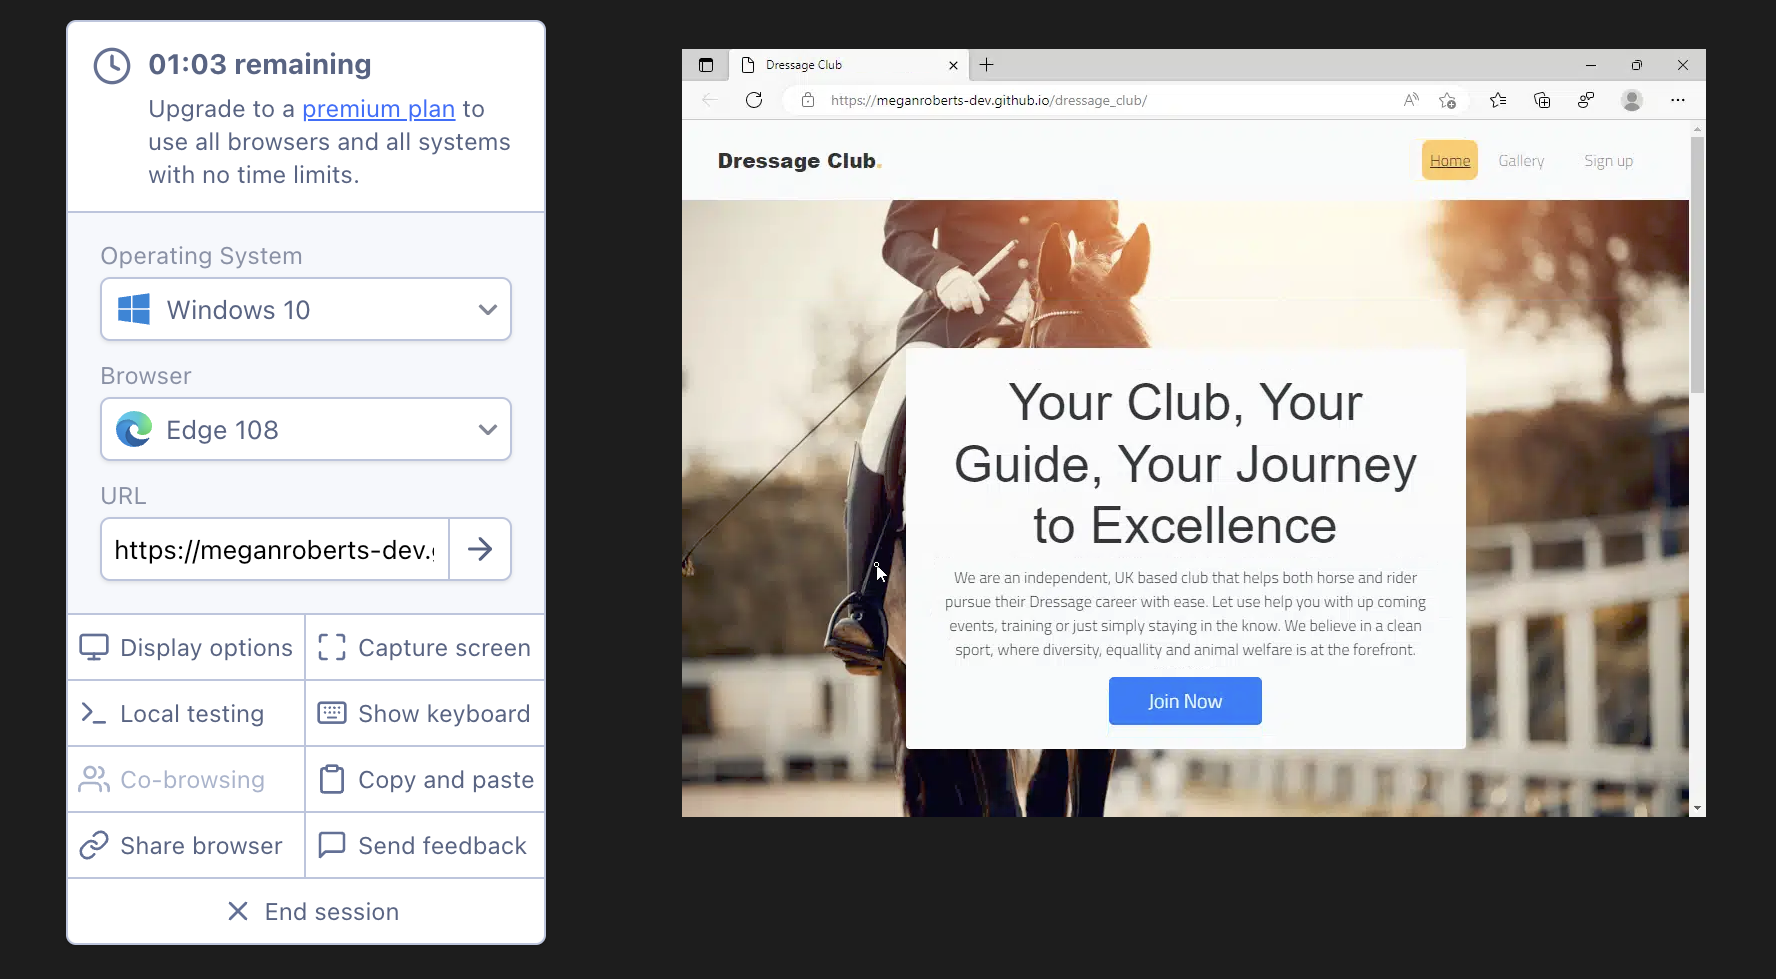 01:03 remaining
Upgrade to a premium plan to
use all browsers and all systems
with no time limits.
Operating System
Windows 10
Browser
Edge 108
URL
https://meganroberts-dev.
Display options
Capture screen
Local testing
Show keyboard
Co-browsing
Copy and paste
Share browser
Send feedback
End session
Dressage Club
https://meganroberts-dev.github.io/dressage_club/
Dressage Club.
Home
Gallery
Sign up
Your Club, Your
Guide, Your Journey
to Excellence
We are an independent, UK based club that helps both horse and rider
pursue their Dressage career with ease. Let use help you with up coming
events, training or just simply staying in the know. We believe in a clean
sport, where diversity, equallity and animal welfare is at the forefront.
Join Now